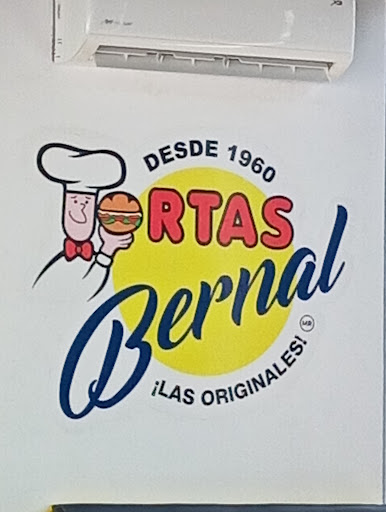 DESDE 1960
TORTAS
Bernal
MR
¡LAS ORIGINALES!